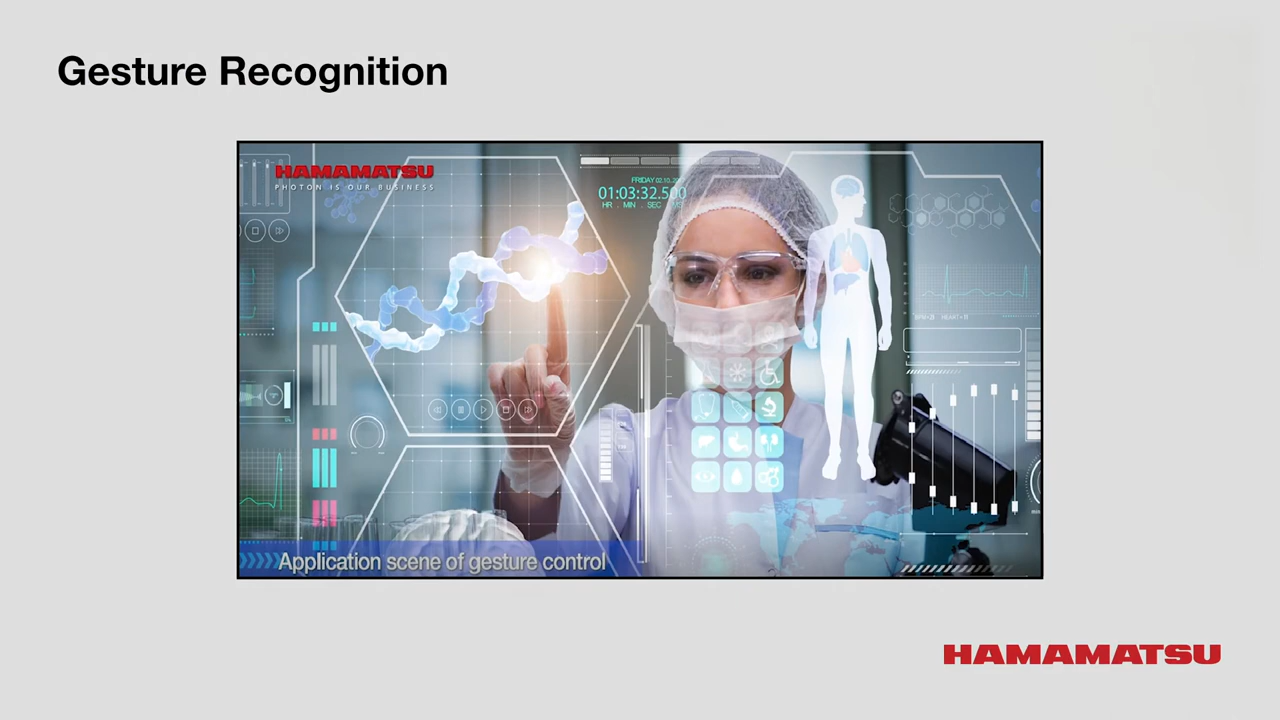 Gesture Recognition
HAMAMATSU
PHOTON IS OUR BUSINESS
01:03:32.500
HR . MIN . SEC
Application scene of gesture control
HAMAMATSU